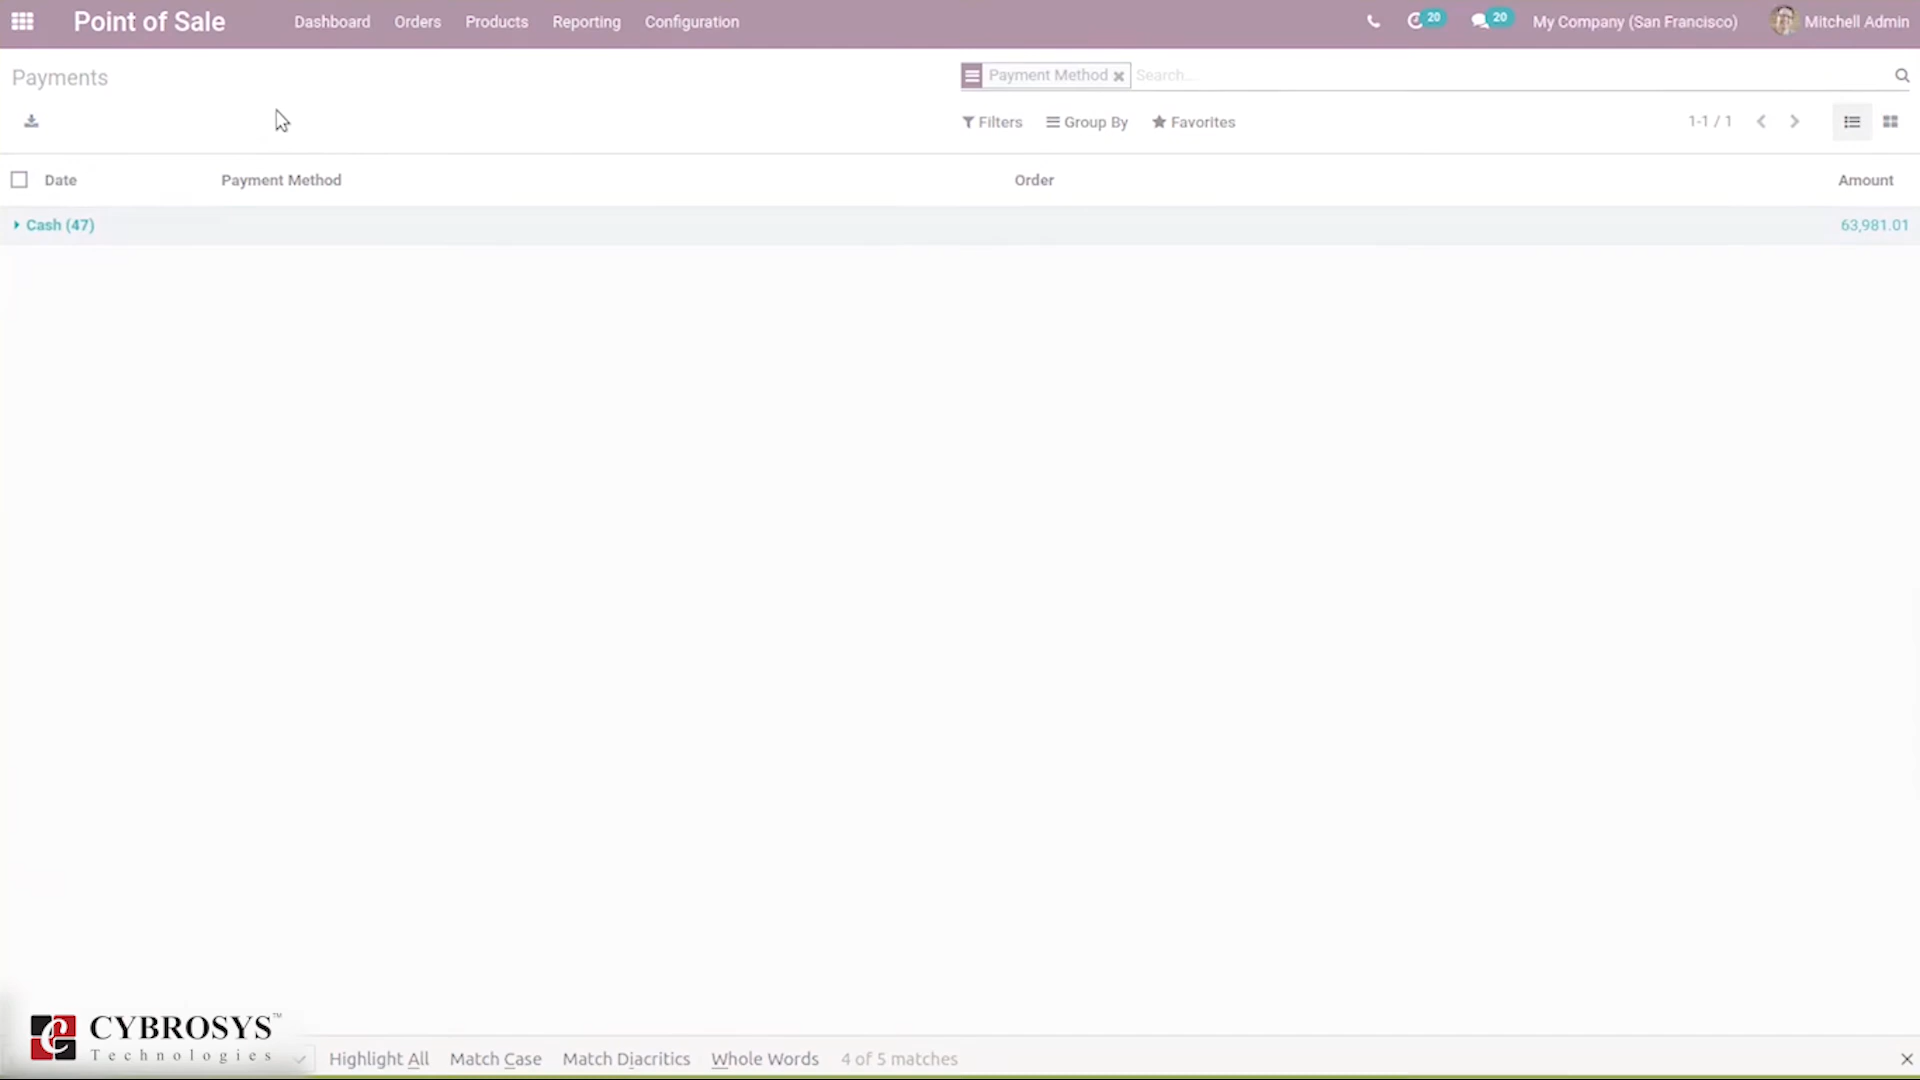 Point of Sale Dashboard Orders Products Reporting Configuration 20 20 My Company (San Francisco) Mitchell Admin
Payments Payment Method Search...
Filters Group By Favorites 1-1 / 1
Date Payment Method Order Amount
Cash (47) 63,981.01
CYBROSYS™
Technologies
Highlight All Match Case Match Diacritics Whole Words 4 of 5 matches